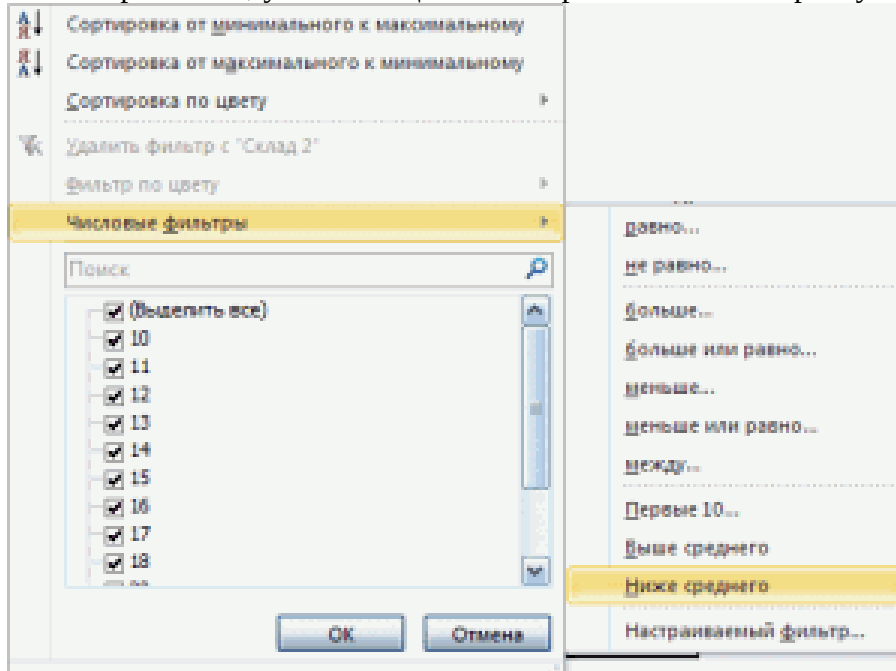 Сортировка от минимального к максимальному
Сортировка от максимального к минимальному
Сортировка по цвету
Удалить фильтр с "Склад 2"
Фильтр по цвету
Числовые фильтры
Поиск
(Выделить все)
10
11
12
13
14
15
16
17
18
ОК
Отмена
равно...
не равно...
больше...
больше или равно...
меньше...
меньше или равно...
между...
Первые 10...
Выше среднего
Ниже среднего
Настраиваемый фильтр...